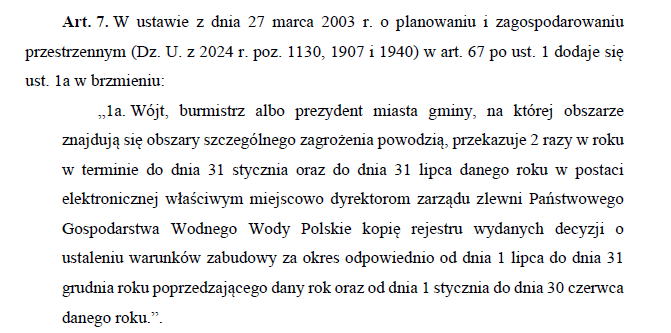 Art. 7. W ustawie z dnia 27 marca 2003 r. o planowaniu i zagospodarowaniu
przestrzennym (Dz. U. z 2024 r. poz. 1130, 1907 i 1940) w art. 67 po ust. 1 dodaje się
ust. 1a w brzmieniu:
„1a. Wójt, burmistrz albo prezydent miasta gminy, na której obszarze
znajdują się obszary szczególnego zagrożenia powodzią, przekazuje 2 razy w roku
w terminie do dnia 31 stycznia oraz do dnia 31 lipca danego roku w postaci
elektronicznej właściwym miejscowo dyrektorom zarządu zlewni Państwowego
Gospodarstwa Wodnego Wody Polskie kopię rejestru wydanych decyzji o
ustaleniu warunków zabudowy za okres odpowiednio od dnia 1 lipca do dnia 31
grudnia roku poprzedzającego dany rok oraz od dnia 1 stycznia do dnia 30 czerwca
danego roku.”.